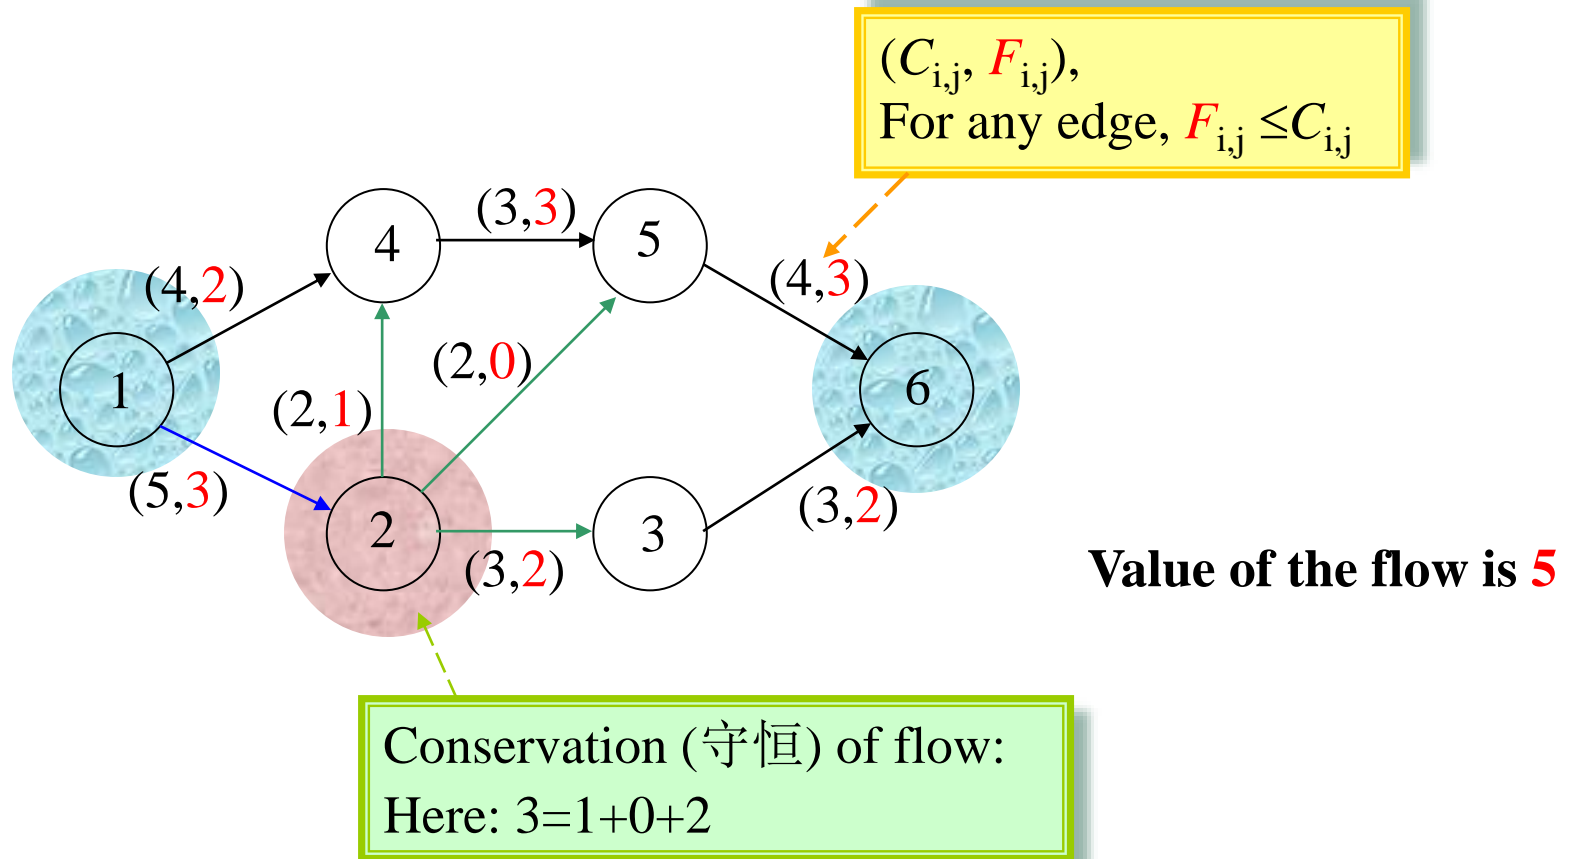 (Ci,j, Fi,j),
For any edge, Fi,j ≤Ci,j
(3,3)
4
5
(4,2)
(4,3)
(2,0)
1
(2,1)
6
(5,3)
2
3
(3,2)
(3,2)
Value of the flow is 5
Conservation (守恒) of flow:
Here: 3=1+0+2